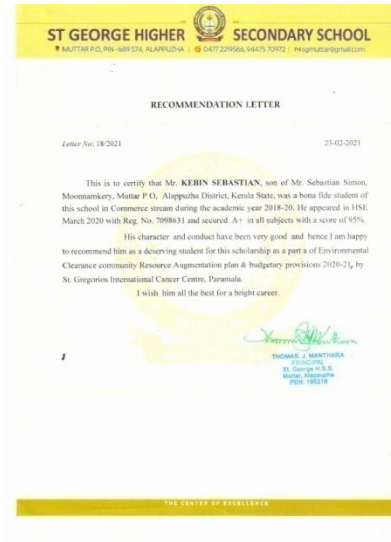 ST GEORGE HIGHER SECONDARY SCHOOL
MUTTAR P.O, PIN -689 574, ALAPPUZHA | 0477 2219566, 94475 70972 | sgmuttar@gmail.com
RECOMMENDATION LETTER
Letter No: 18/2021 23-02-2021
This is to certify that Mr. KEBIN SEBASTIAN, son of Mr. Sebastian Simon,
Moonnamkery, Muttar P O, Alappuzha District, Kerala State, was a bona fide student of
this school in Commerce stream during the academic year 2018-20. He appeared in HSE
March 2020 with Reg. No. 7098631 and secured A+ in all subjects with a score of 95%.
His character and conduct have been very good and hence I am happy
to recommend him as a deserving student for this scholarship as a part of Environmental
Clearance community Resource Augmentation plan & budgetary provisions 2020-21, by
St. Gregorios International Cancer Centre, Parumala.
I wish him all the best for a bright career.
THOMAS. J. MANTHARA
PRINCIPAL
St. George H.S.S.
Muttar, Alappuzha
PEN: 195218
THE CENTER OF EXCELLENCE